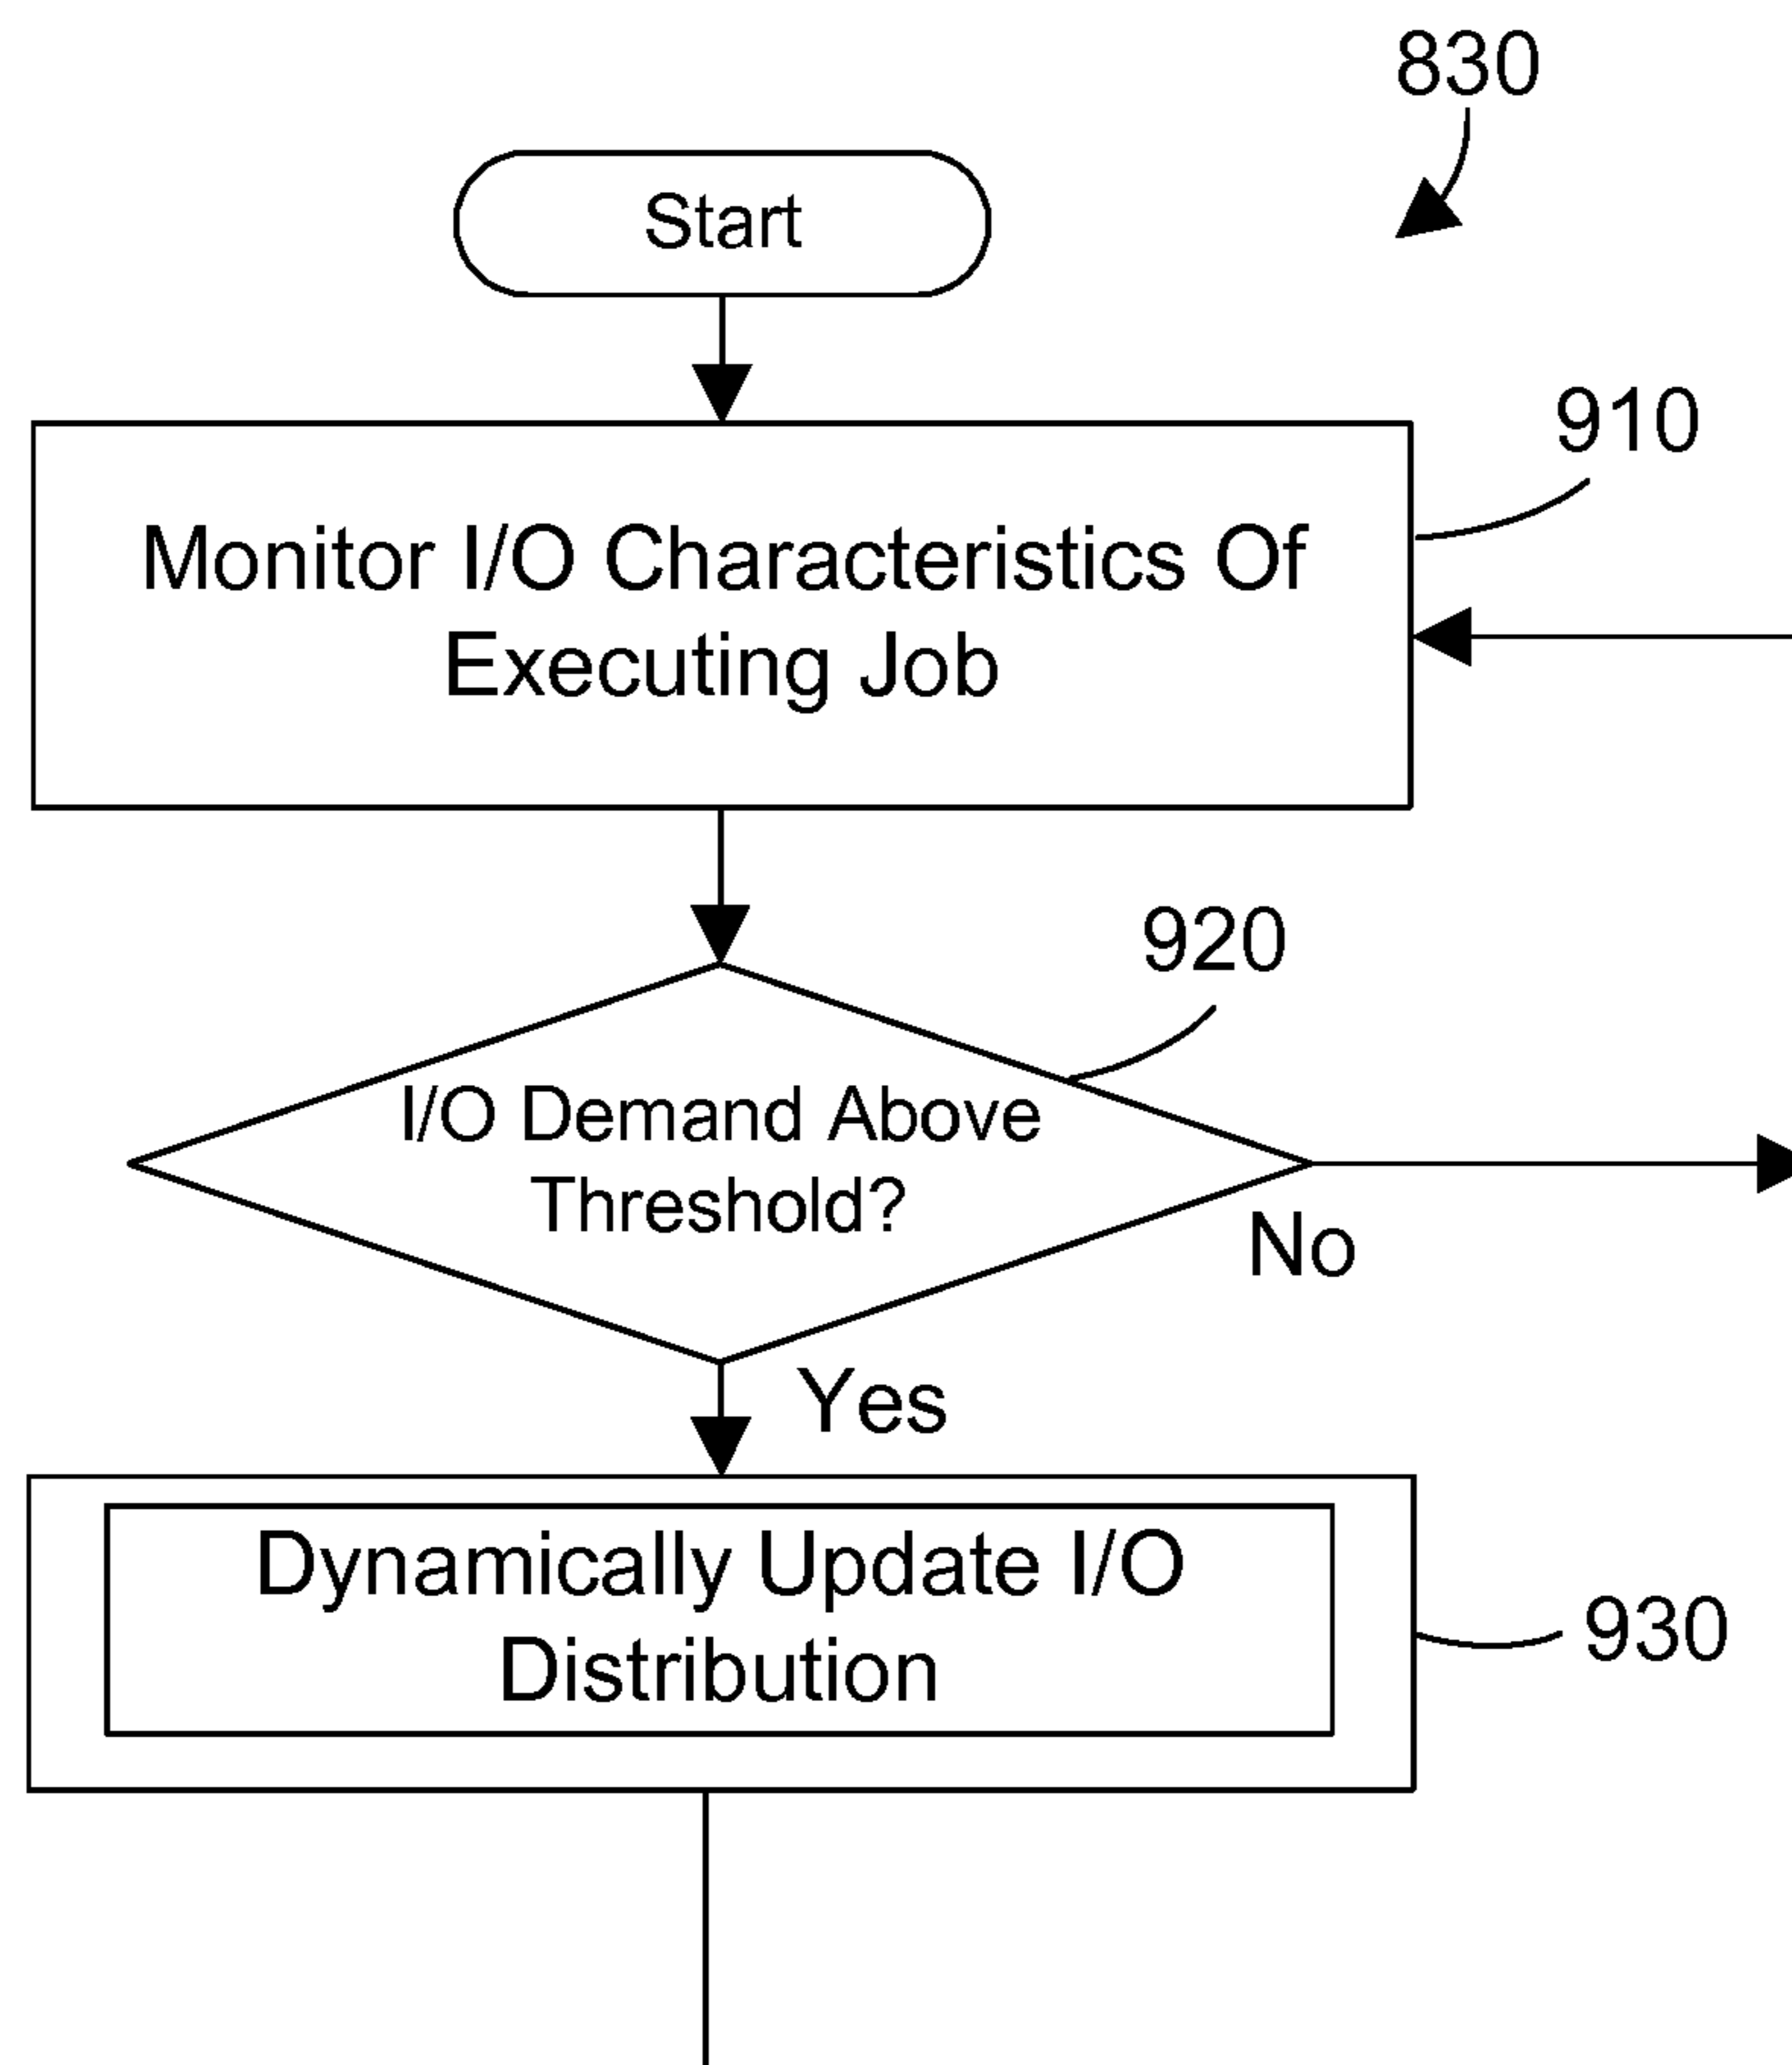 830
Start
910
Monitor I/O Characteristics Of
Executing Job
920
I/O Demand Above
Threshold?
No
Yes
Dynamically Update I/O
Distribution
930